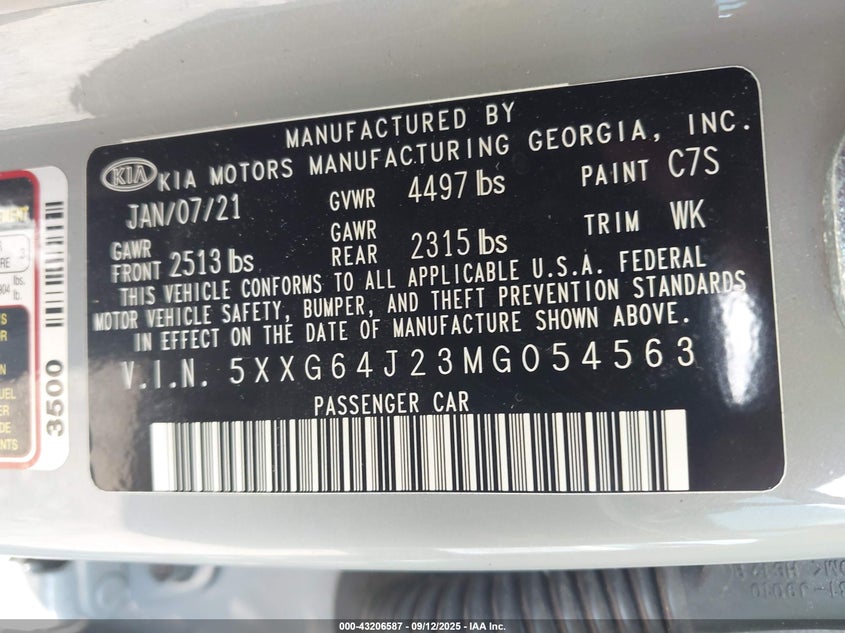 MANUFACTURED BY
KIA KIA MOTORS MANUFACTURING GEORGIA, INC.
JAN/07/21 GVWR 4497 lbs PAINT C7S
GAWR FRONT 2513 lbs GAWR REAR 2315 lbs TRIM WK
THIS VEHICLE CONFORMS TO ALL APPLICABLE U.S.A. FEDERAL
MOTOR VEHICLE SAFETY, BUMPER, AND THEFT PREVENTION STANDARDS
IN EFFECT ON THE DATE OF MANUFACTURE SHOWN ABOVE.
V.I.N. 5XXG64J23MG054563
PASSENGER CAR
3500
000-43206587 - 09/12/2025 - IAA Inc.